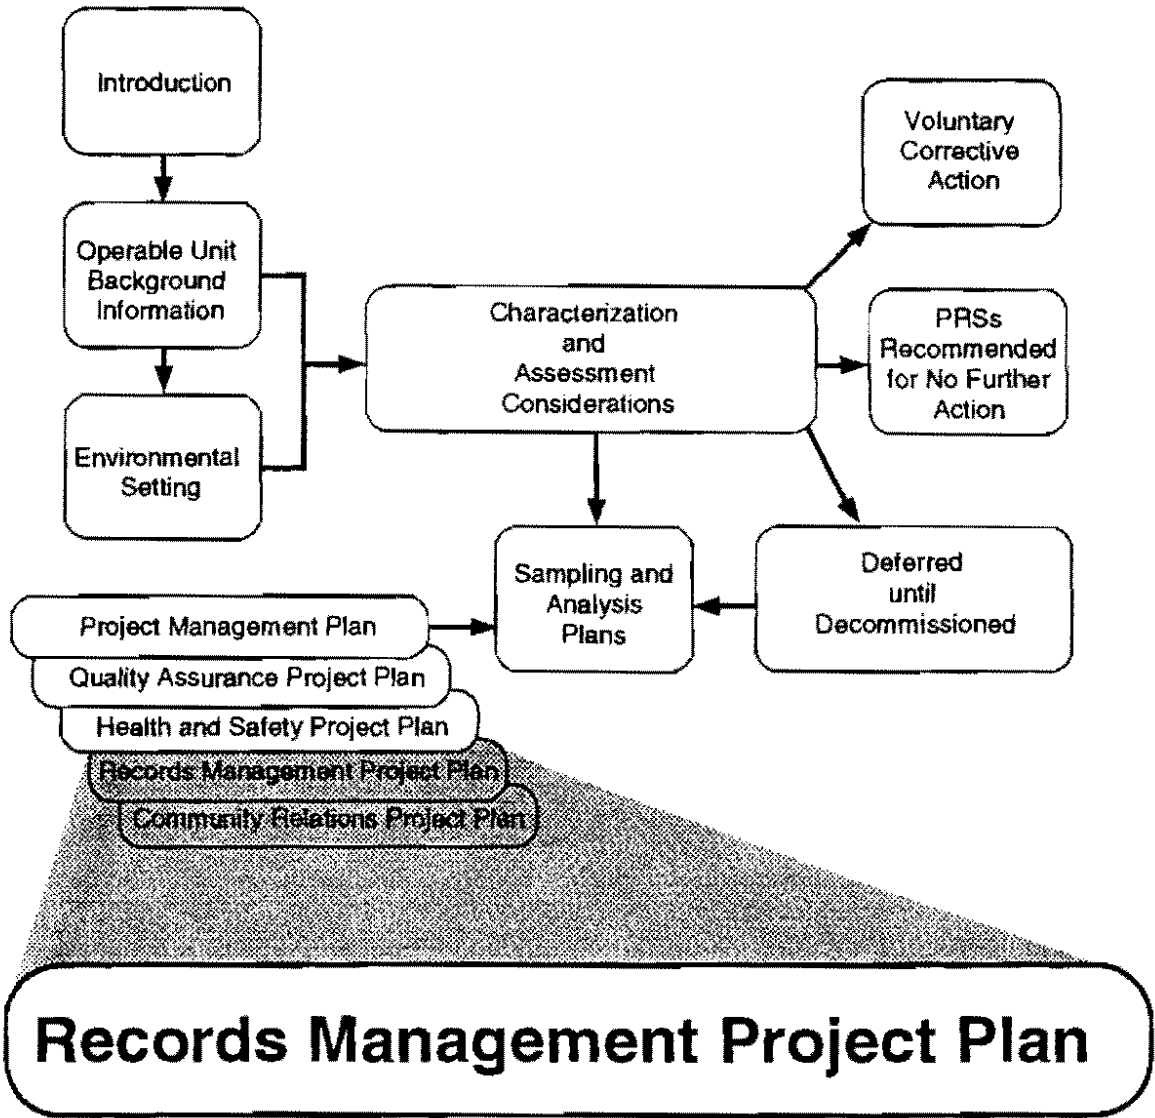 Introduction
Operable Unit
Background
Information
Environmental
Setting
Characterization
and
Assessment
Considerations
Voluntary
Corrective
Action
PRSs
Recommended
for No Further
Action
Sampling and
Analysis
Plans
Deferred
until
Decommissioned
Project Management Plan
Quality Assurance Project Plan
Health and Safety Project Plan
Records Management Project Plan
Community Relations Project Plan
Records Management Project Plan